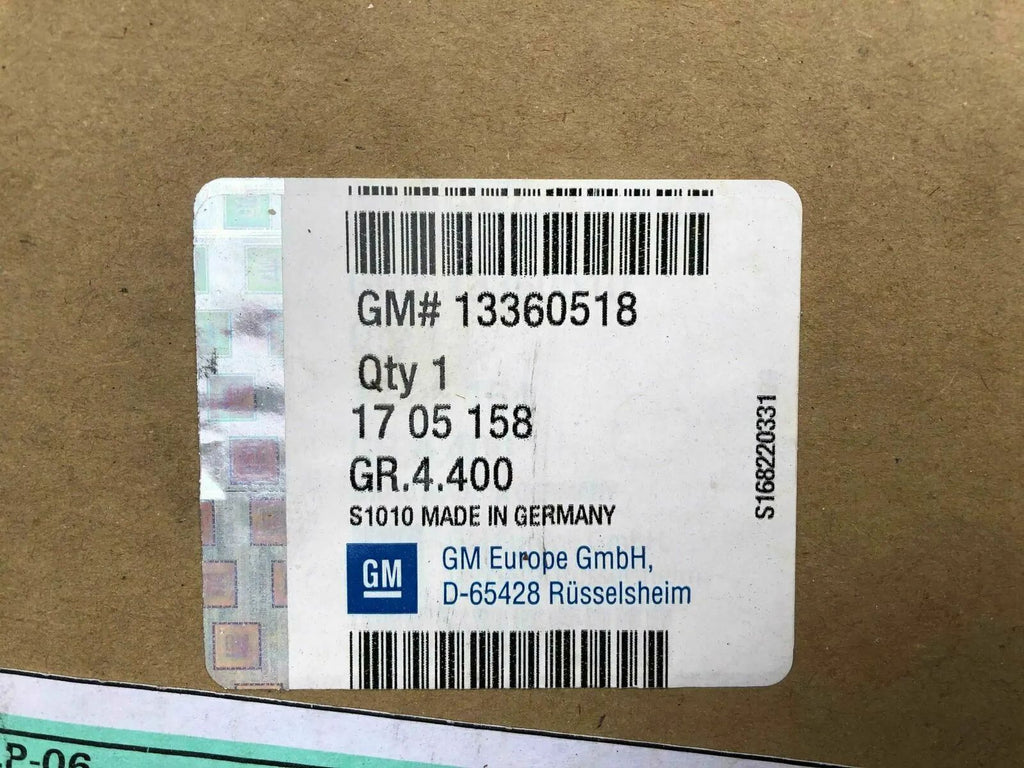 GM# 13360518
Qty 1
17 05 158
GR.4.400
S1010 MADE IN GERMANY
GM
GM Europe GmbH,
D-65428 Rüsselsheim
S168220331
P-06